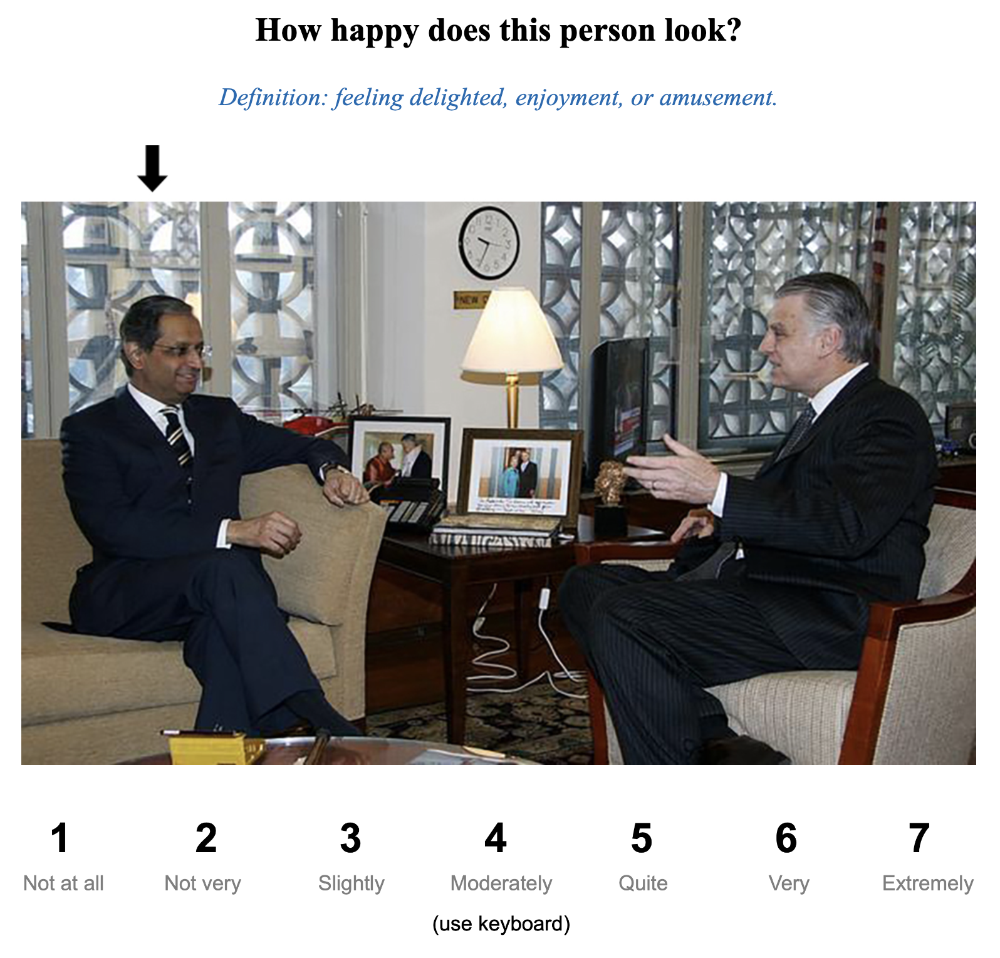 How happy does this person look?
Definition: feeling delighted, enjoyment, or amusement.
NEW
1 2 3 4 5 6 7
Not at all Not very Slightly Moderately Quite Very Extremely
(use keyboard)